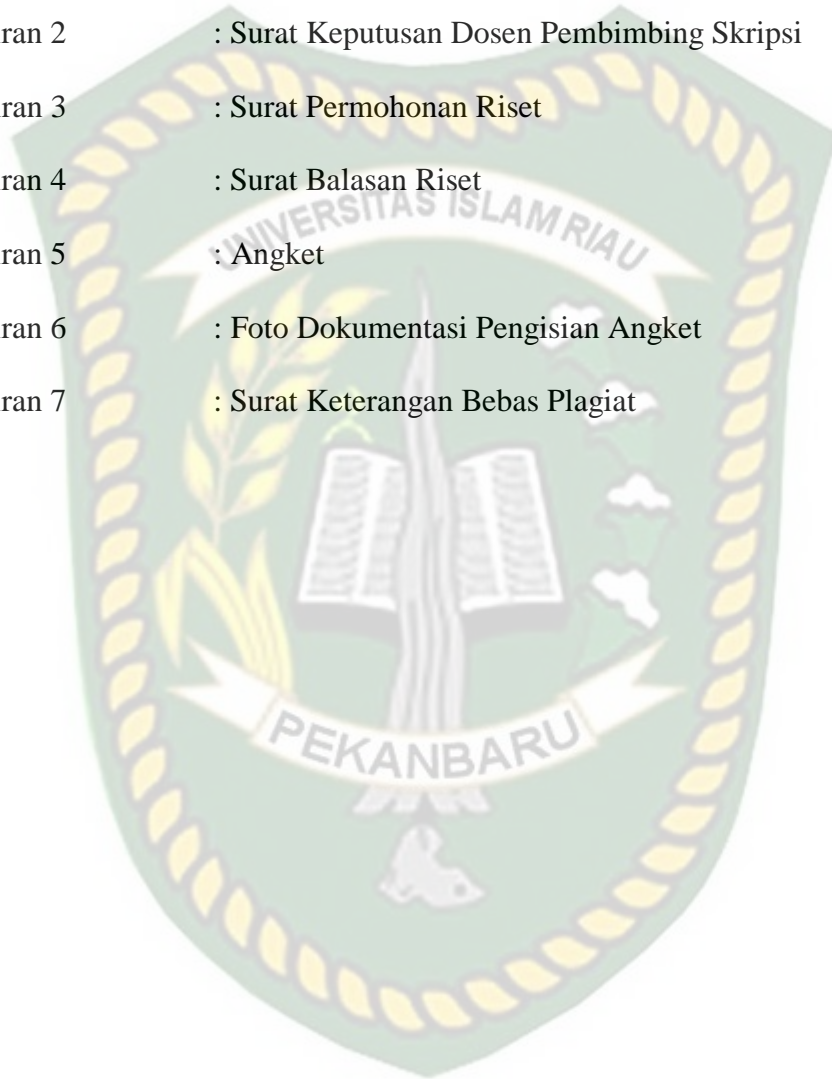 ran 2 : Surat Keputusan Dosen Pembimbing Skripsi
ran 3 : Surat Permohonan Riset
ran 4 : Surat Balasan Riset
UNIVERSITAS ISLAM RIAU
ran 5 : Angket
ran 6 : Foto Dokumentasi Pengisian Angket
ran 7 : Surat Keterangan Bebas Plagiat
PEKANBARU